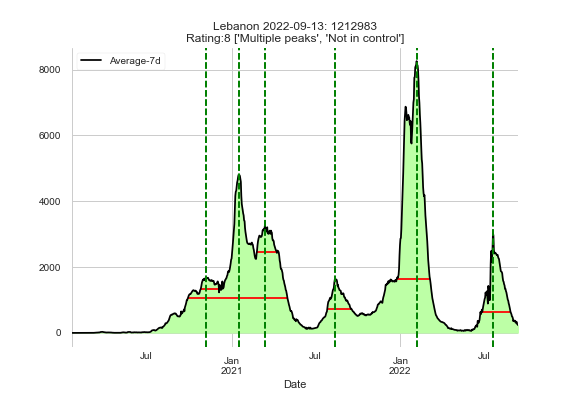 Lebanon 2022-09-13: 1212983
Rating:8 ['Multiple peaks', 'Not in control']
Average-7d
8000
6000
4000
2000
0
Jul
Jan
2021
Jul
Jan
2022
Jul
Date